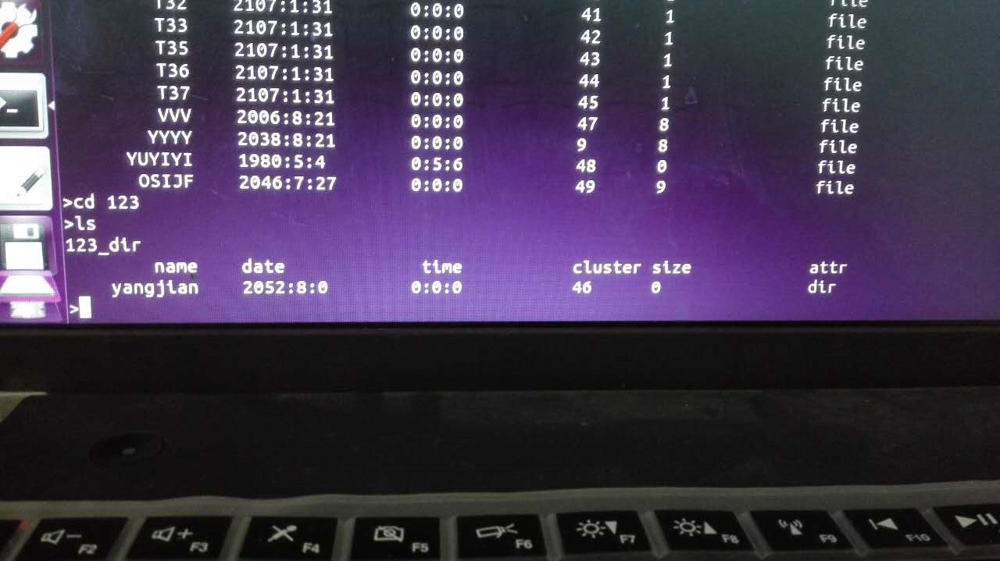 T32 2107:1:31 0:0:0 41 1 file
T33 2107:1:31 0:0:0 42 1 file
T35 2107:1:31 0:0:0 43 1 file
T36 2107:1:31 0:0:0 44 1 file
T37 2107:1:31 0:0:0 45 1 file
VVV 2006:8:21 0:0:0 47 8 file
YYYY 2038:8:21 0:0:0 9 8 file
YUYIYI 1980:5:4 0:5:6 48 0 file
OSIJF 2046:7:27 0:0:0 49 9 file
>cd 123
>ls
123_dir
name date time cluster size attr
yangjian 2052:8:0 0:0:0 46 0 dir
>
F2 F3 F4 F5 F6 F7 F8 F9 F10